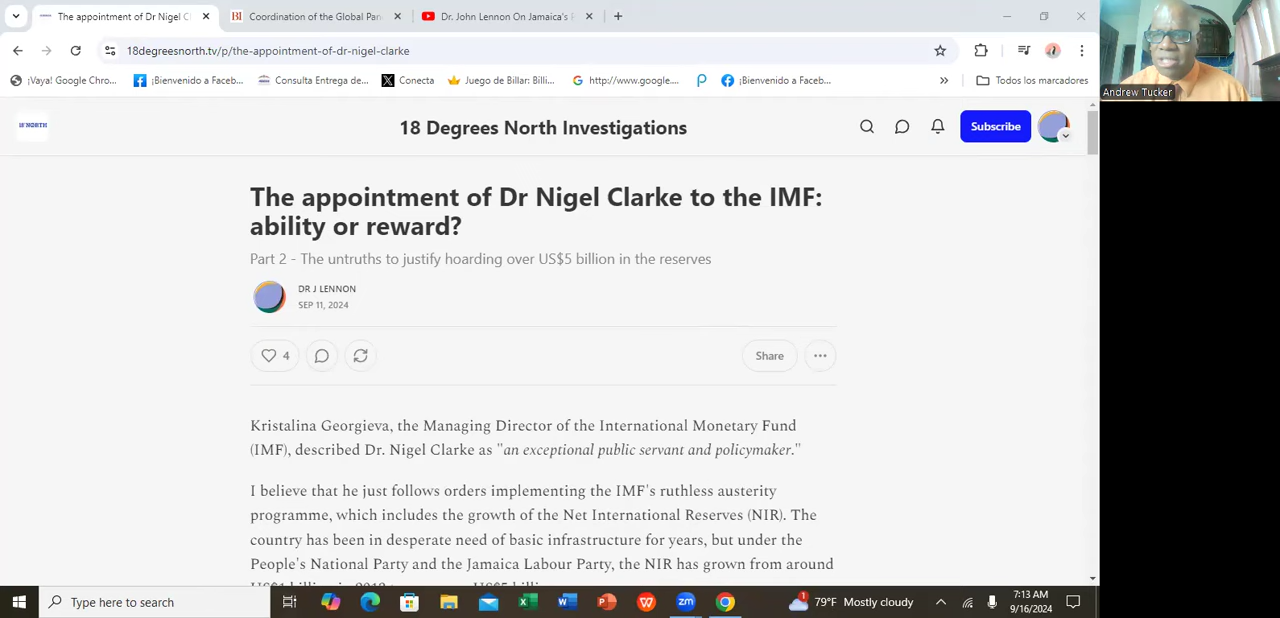 The appointment of Dr Nigel Cl
Coordination of the Global Pan
Dr. John Lennon On Jamaica's
18degreesnorth.tv/p/the-appointment-of-dr-nigel-clarke
¡Vaya! Google Chro...
¡Bienvenido a Faceb...
Consulta Entrega de...
Conecta
Juego de Billar: Billi...
http://www.google....
¡Bienvenido a Faceb...
»
Todos los marcadores
Andrew Tucker
18°NORTH
18 Degrees North Investigations
Subscribe
The appointment of Dr Nigel Clarke to the IMF:
ability or reward?
Part 2 - The untruths to justify hoarding over US$5 billion in the reserves
DR J LENNON
SEP 11, 2024
4
Share
Kristalina Georgieva, the Managing Director of the International Monetary Fund
(IMF), described Dr. Nigel Clarke as "an exceptional public servant and policymaker."
I believe that he just follows orders implementing the IMF's ruthless austerity
programme, which includes the growth of the Net International Reserves (NIR). The
country has been in desperate need of basic infrastructure for years, but under the
People's National Party and the Jamaica Labour Party, the NIR has grown from around
Type here to search
zm
1
79°F Mostly cloudy
7:13 AM
9/16/2024